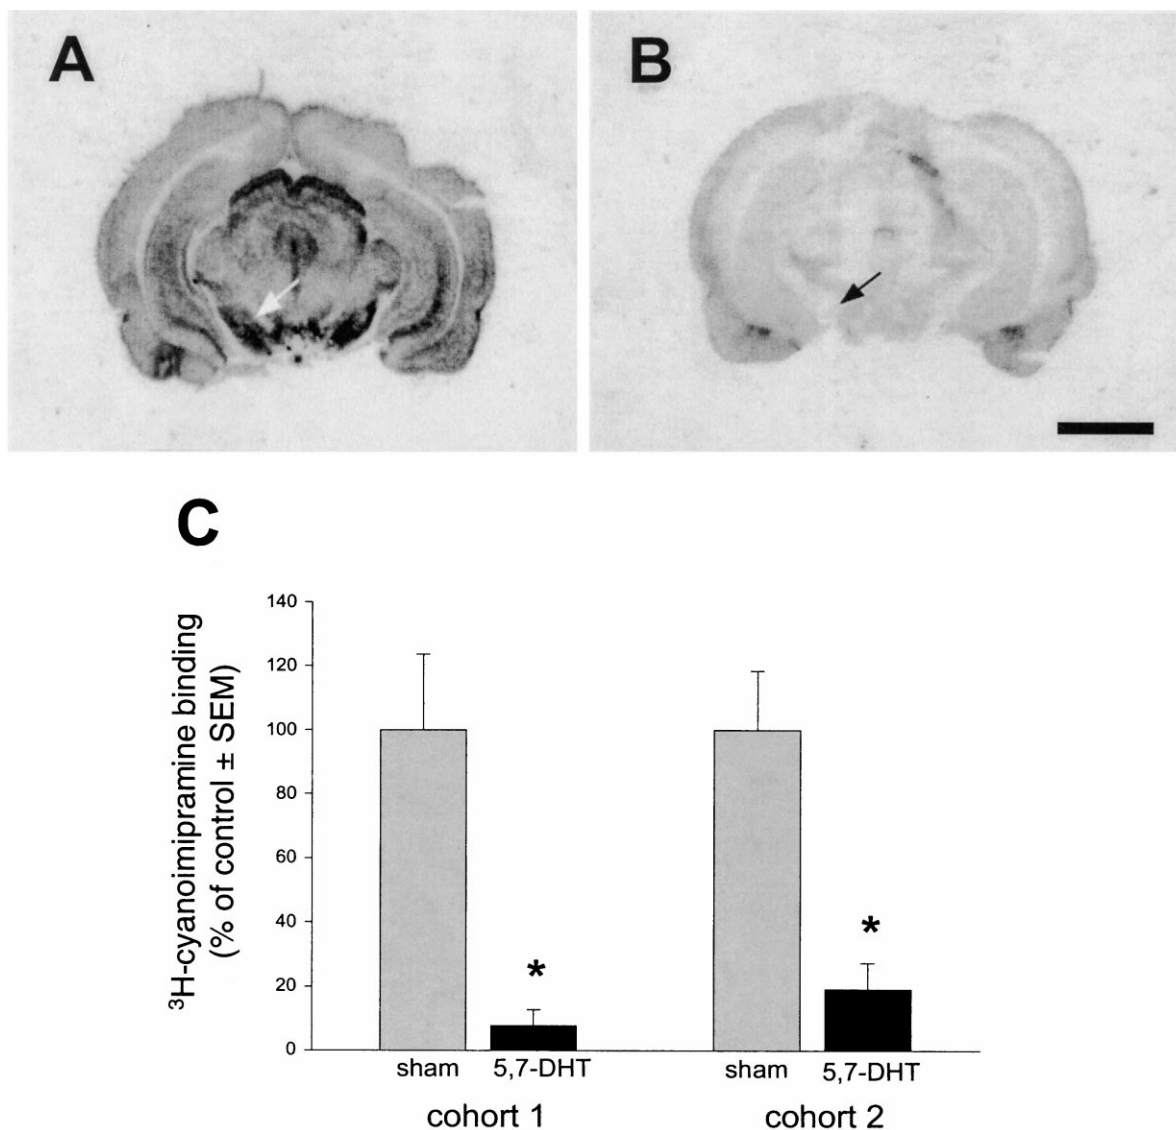 A
B
C
³H-cyanoimipramine binding
(% of control ± SEM)
140
120
100
80
60
40
20
0
*
*
sham
5,7-DHT
sham
5,7-DHT
cohort 1
cohort 2